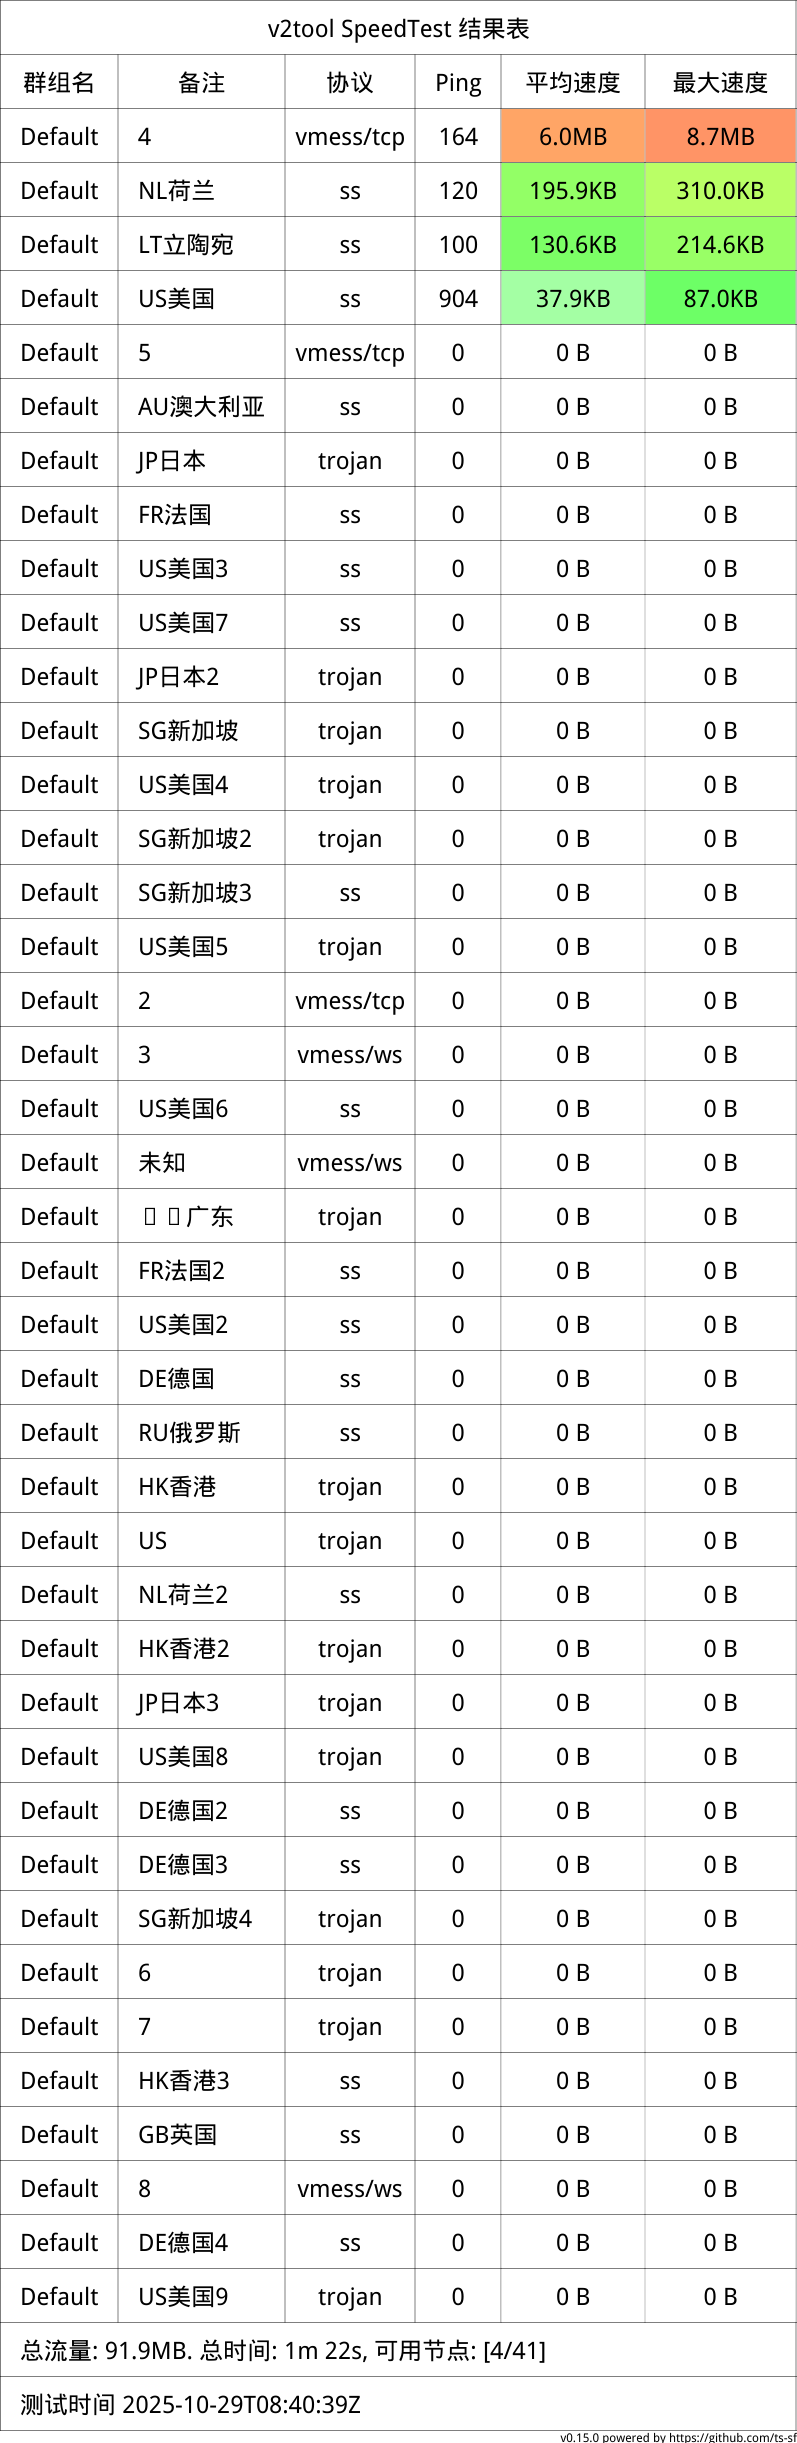 v2tool SpeedTest 结果表
群组名 备注 协议 Ping 平均速度 最大速度
Default 4 vmess/tcp 164 6.0MB 8.7MB
Default NL荷兰 ss 120 195.9KB 310.0KB
Default LT立陶宛 ss 100 130.6KB 214.6KB
Default US美国 ss 904 37.9KB 87.0KB
Default 5 vmess/tcp 0 0 B 0 B
Default AU澳大利亚 ss 0 0 B 0 B
Default JP日本 trojan 0 0 B 0 B
Default FR法国 ss 0 0 B 0 B
Default US美国3 ss 0 0 B 0 B
Default US美国7 ss 0 0 B 0 B
Default JP日本2 trojan 0 0 B 0 B
Default SG新加坡 trojan 0 0 B 0 B
Default US美国4 trojan 0 0 B 0 B
Default SG新加坡2 trojan 0 0 B 0 B
Default SG新加坡3 ss 0 0 B 0 B
Default US美国5 trojan 0 0 B 0 B
Default 2 vmess/tcp 0 0 B 0 B
Default 3 vmess/ws 0 0 B 0 B
Default US美国6 ss 0 0 B 0 B
Default 未知 vmess/ws 0 0 B 0 B
Default 广东 trojan 0 0 B 0 B
Default FR法国2 ss 0 0 B 0 B
Default US美国2 ss 0 0 B 0 B
Default DE德国 ss 0 0 B 0 B
Default RU俄罗斯 ss 0 0 B 0 B
Default HK香港 trojan 0 0 B 0 B
Default US trojan 0 0 B 0 B
Default NL荷兰2 ss 0 0 B 0 B
Default HK香港2 trojan 0 0 B 0 B
Default JP日本3 trojan 0 0 B 0 B
Default US美国8 trojan 0 0 B 0 B
Default DE德国2 ss 0 0 B 0 B
Default DE德国3 ss 0 0 B 0 B
Default SG新加坡4 trojan 0 0 B 0 B
Default 6 trojan 0 0 B 0 B
Default 7 trojan 0 0 B 0 B
Default HK香港3 ss 0 0 B 0 B
Default GB英国 ss 0 0 B 0 B
Default 8 vmess/ws 0 0 B 0 B
Default DE德国4 ss 0 0 B 0 B
Default US美国9 trojan 0 0 B 0 B
总流量: 91.9MB. 总时间: 1m 22s, 可用节点: [4/41]
测试时间 2025-10-29T08:40:39Z
v0.15.0 powered by https://github.com/ts-sf